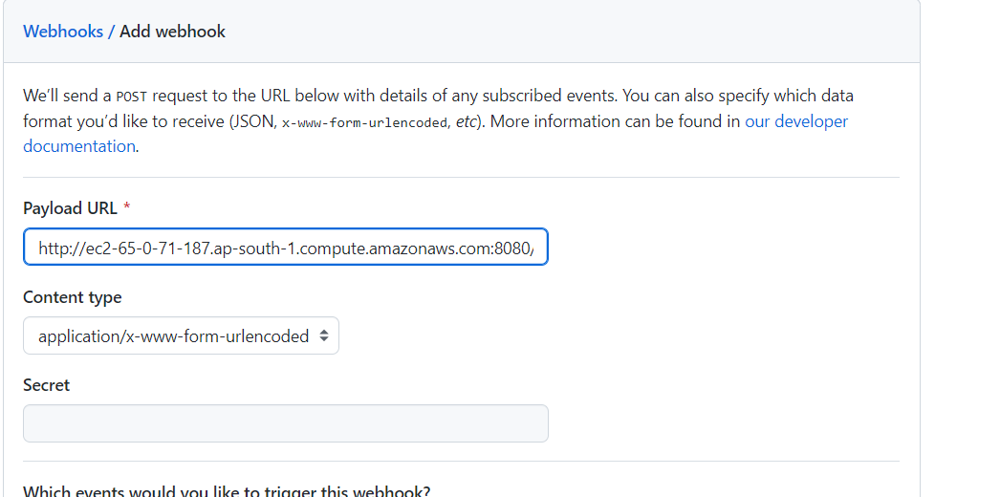 Webhooks / Add webhook
We'll send a POST request to the URL below with details of any subscribed events. You can also specify which data
format you'd like to receive (JSON, x-www-form-urlencoded, etc). More information can be found in our developer
documentation.
Payload URL *
http://ec2-65-0-71-187.ap-south-1.compute.amazonaws.com:8080/
Content type
application/x-www-form-urlencoded
Secret
Which events would you like to trigger this webhook?